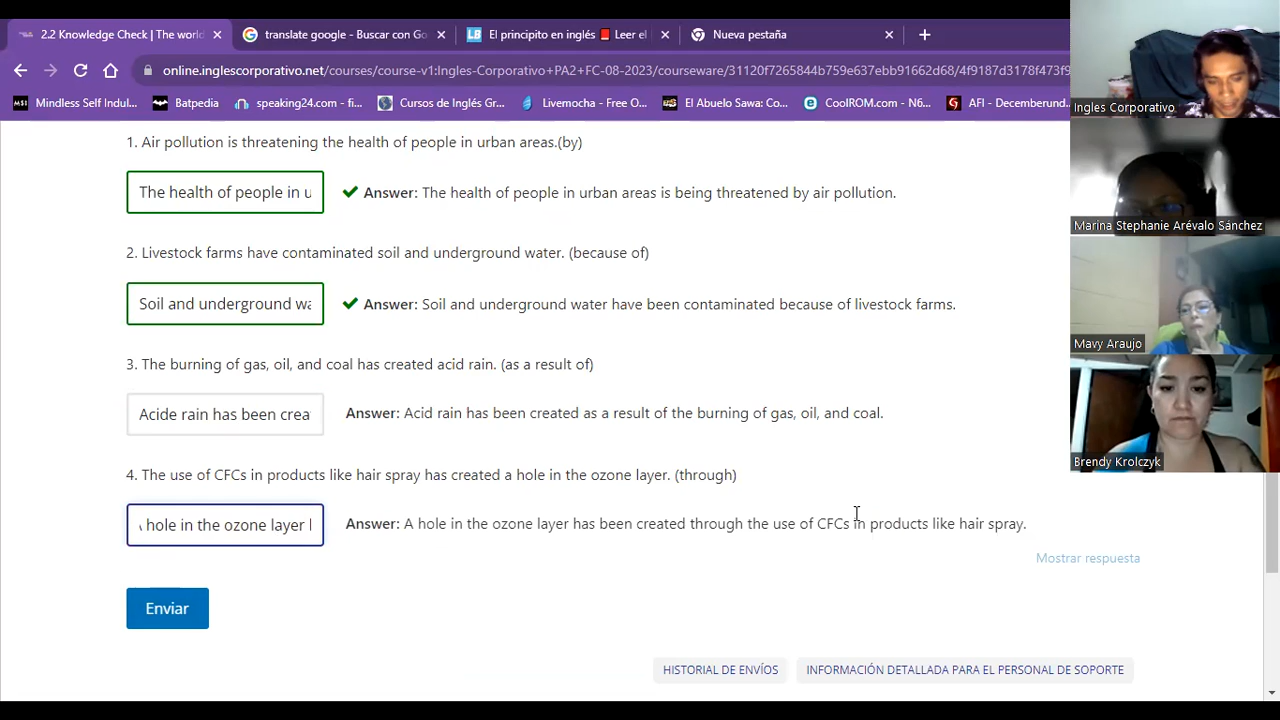 2.2 Knowledge Check | The world
translate google - Buscar con Go
El principito en inglés Leer el
Nueva pestaña
online.inglescorporativo.net/courses/course-v1:Ingles-Corporativo+PA2+FC-08-2023/courseware/31120f7265844b759e637ebb91662d68/4f9187d3178f473f9
Mindless Self Indul...
Batpedia
speaking24.com - fi...
Cursos de Inglés Gr...
Livemocha - Free O...
El Abuelo Sawa: Co...
CoolROM.com - N6...
AFI - Decemberund...
1. Air pollution is threatening the health of people in urban areas.(by)
The health of people in u
Answer: The health of people in urban areas is being threatened by air pollution.
2. Livestock farms have contaminated soil and underground water. (because of)
Soil and underground wa
Answer: Soil and underground water have been contaminated because of livestock farms.
3. The burning of gas, oil, and coal has created acid rain. (as a result of)
Acide rain has been crea
Answer: Acid rain has been created as a result of the burning of gas, oil, and coal.
4. The use of CFCs in products like hair spray has created a hole in the ozone layer. (through)
hole in the ozone layer
Answer: A hole in the ozone layer has been created through the use of CFCs in products like hair spray.
Mostrar respuesta
Enviar
HISTORIAL DE ENVÍOS
INFORMACIÓN DETALLADA PARA EL PERSONAL DE SOPORTE
Ingles Corporativo
Marina Stephanie Arévalo Sánchez
Mavy Araujo
Brendy Krolczyk